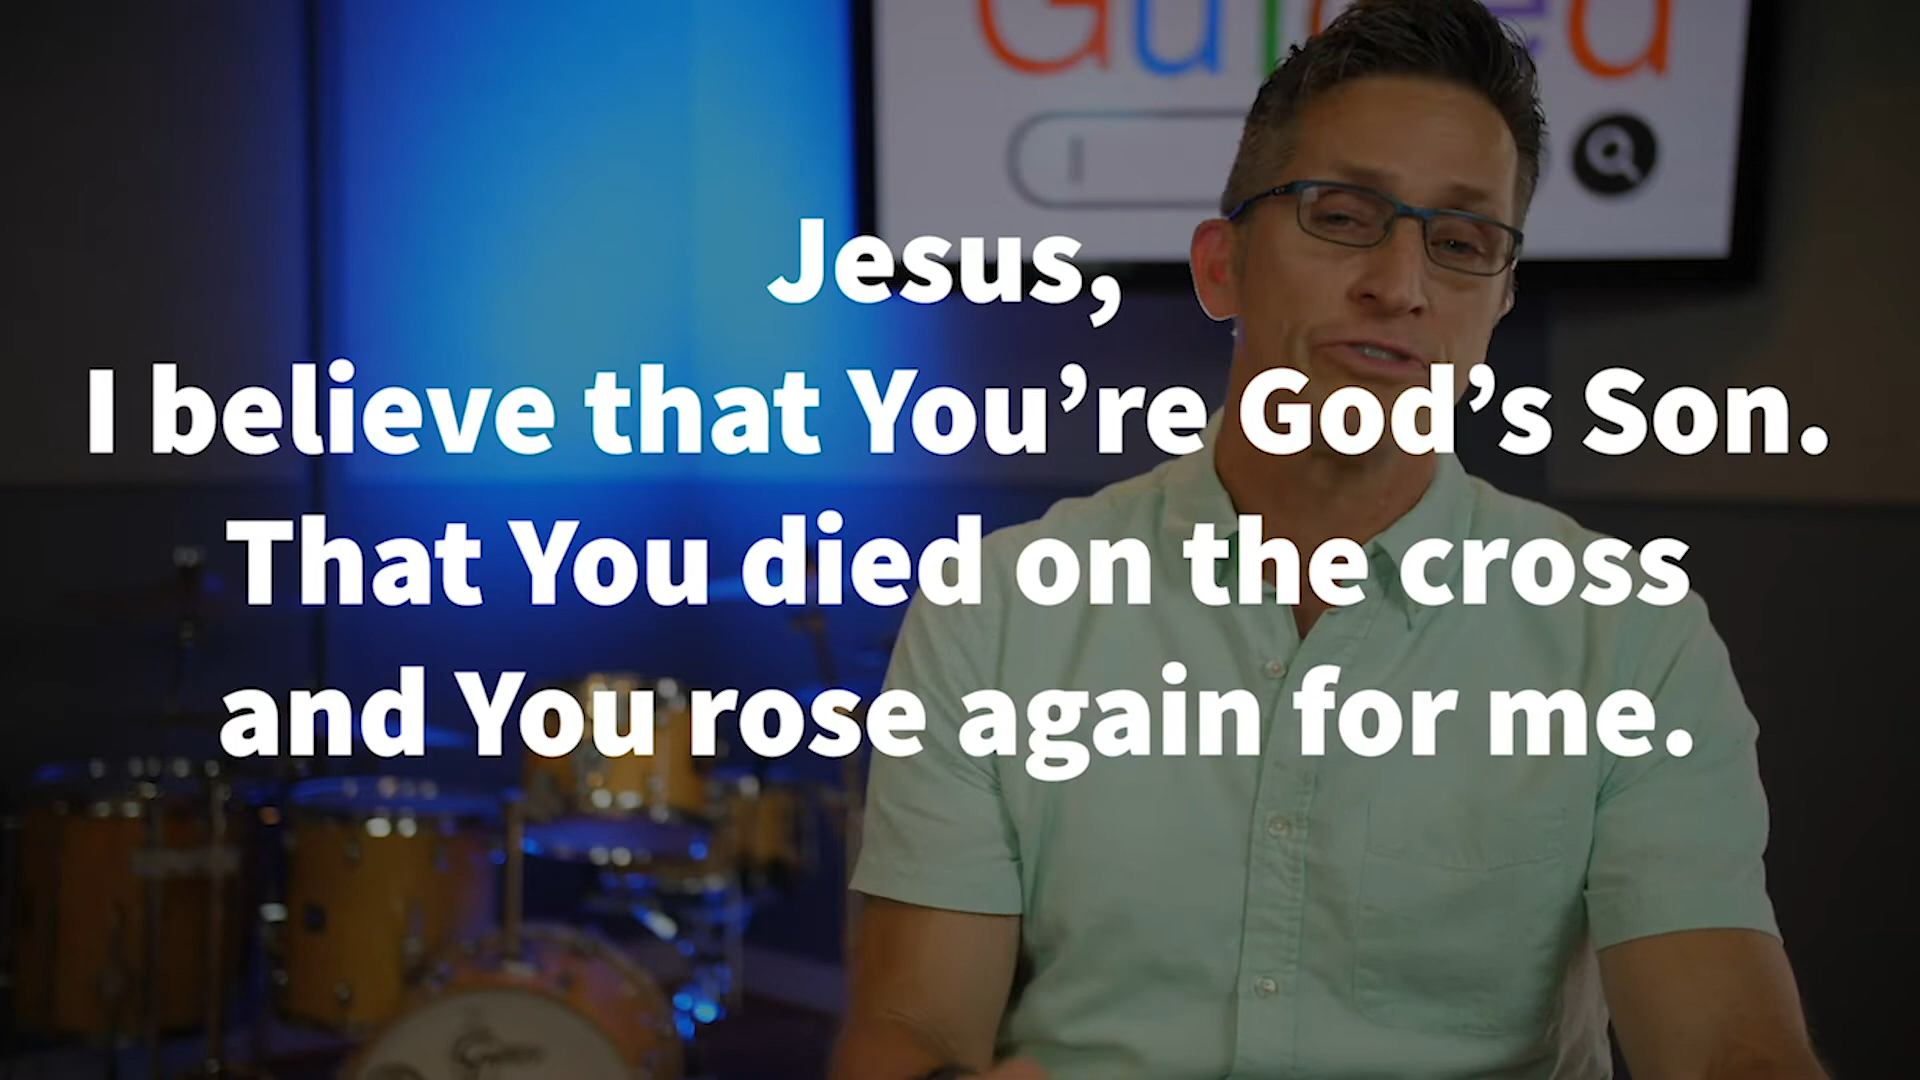 Jesus,
I believe that You’re God’s Son.
That You died on the cross
and You rose again for me.